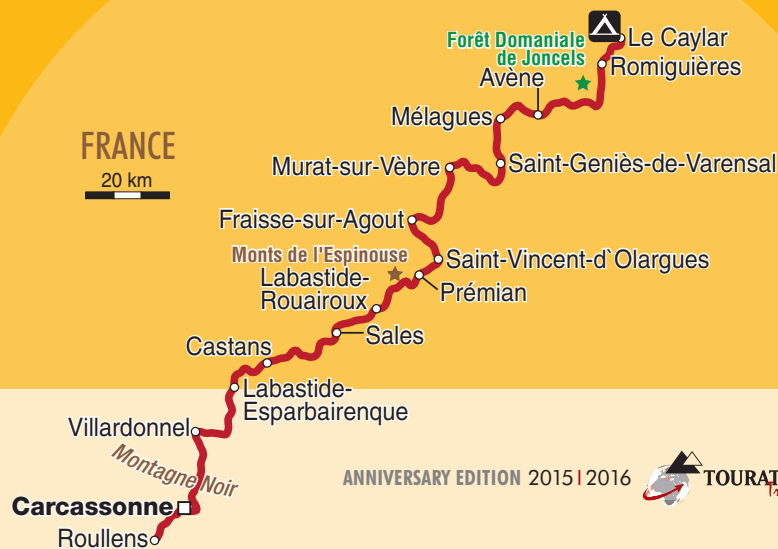 Forêt Domaniale
de Joncels
Le Caylar
Romiguières
Avène
Mélagues
FRANCE
20 km
Murat-sur-Vèbre
Saint-Geniès-de-Varensal
Fraisse-sur-Agout
Monts de l'Espinouse
Saint-Vincent-d`Olargues
Labastide-
Rouairoux
Prémian
Sales
Castans
Labastide-
Esparbairenque
Villardonnel
Montagne Noir
ANNIVERSARY EDITION 2015 | 2016
TOURAT
Carcassonne
Roullens